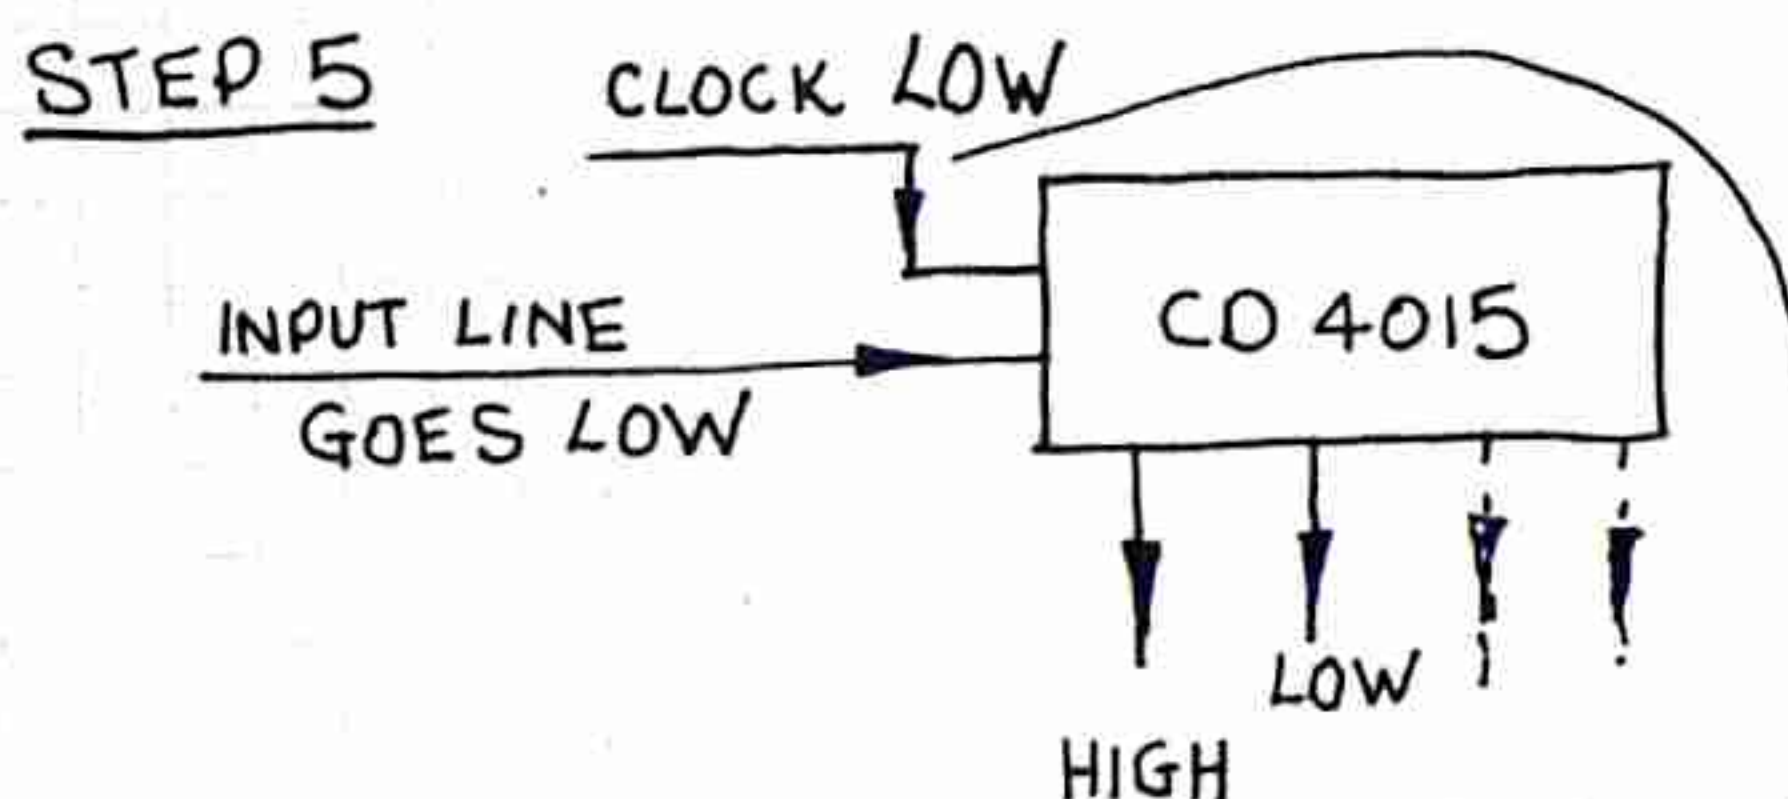 STEP 5
CLOCK LOW
INPUT LINE
GOES LOW
CD 4015
LOW
HIGH